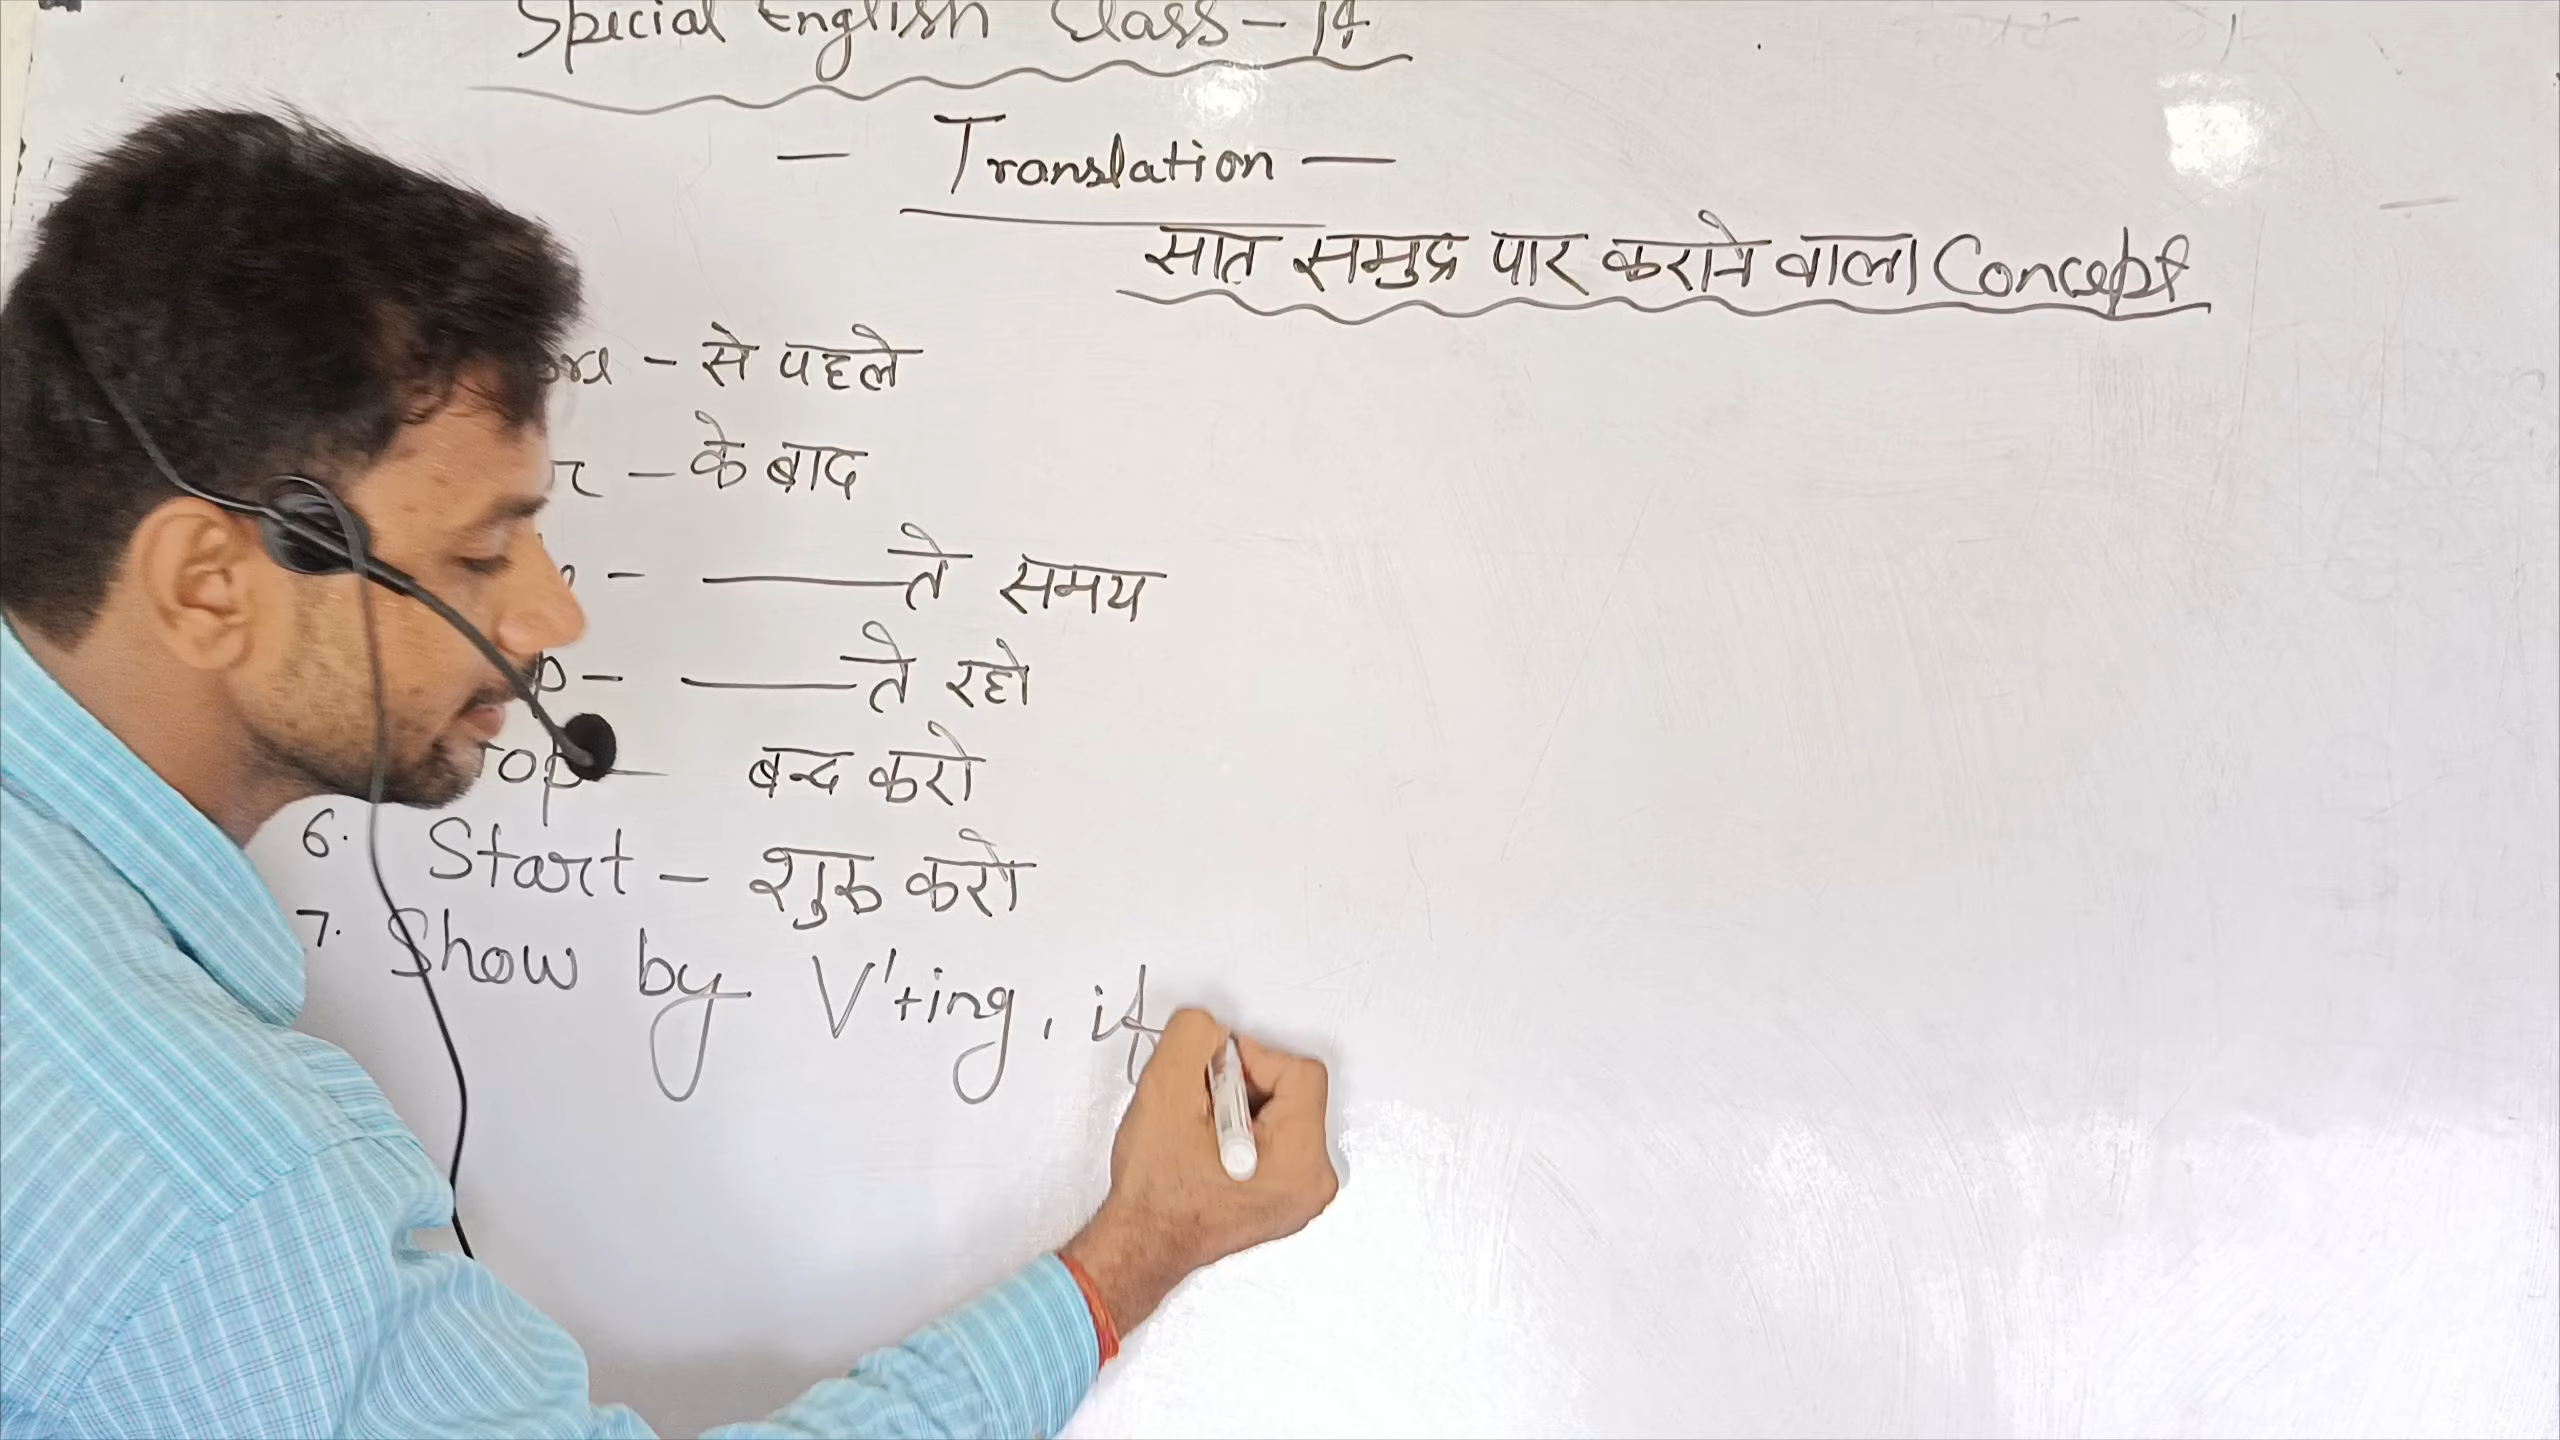 Special English Class - 14
- Translation -
सात समुद्र पार कराने वाला Concept
- से पहले
- के बाद
- ——ते समय
- ——ते रहो
बन्द करो
6. Start - शुरू करो
7. Show by V'+ing, if